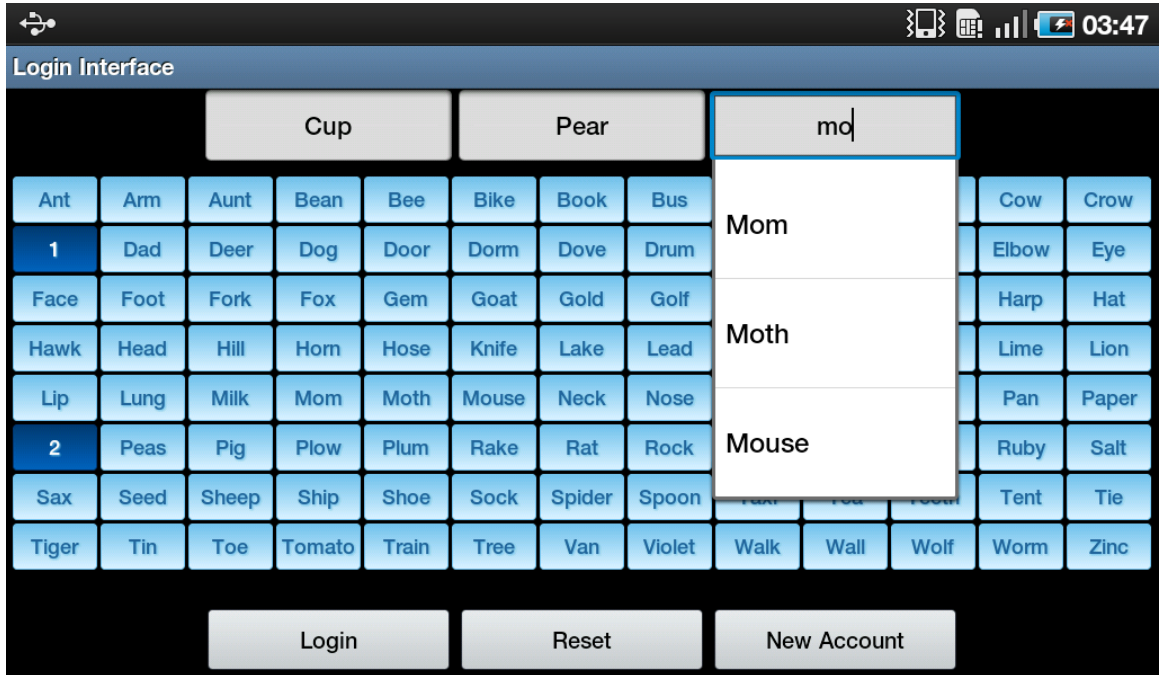 03:47
Login Interface
Cup Pear mo
Ant Arm Aunt Bean Bee Bike Book Bus Cow Crow
Mom
1 Dad Deer Dog Door Dorm Dove Drum Elbow Eye
Face Foot Fork Fox Gem Goat Gold Golf Harp Hat
Moth
Hawk Head Hill Horn Hose Knife Lake Lead Lime Lion
Lip Lung Milk Mom Moth Mouse Neck Nose Pan Paper
Mouse
2 Peas Pig Plow Plum Rake Rat Rock Ruby Salt
Sax Seed Sheep Ship Shoe Sock Spider Spoon Tent Tie
Tiger Tin Toe Tomato Train Tree Van Violet Walk Wall Wolf Worm Zinc
Login Reset New Account